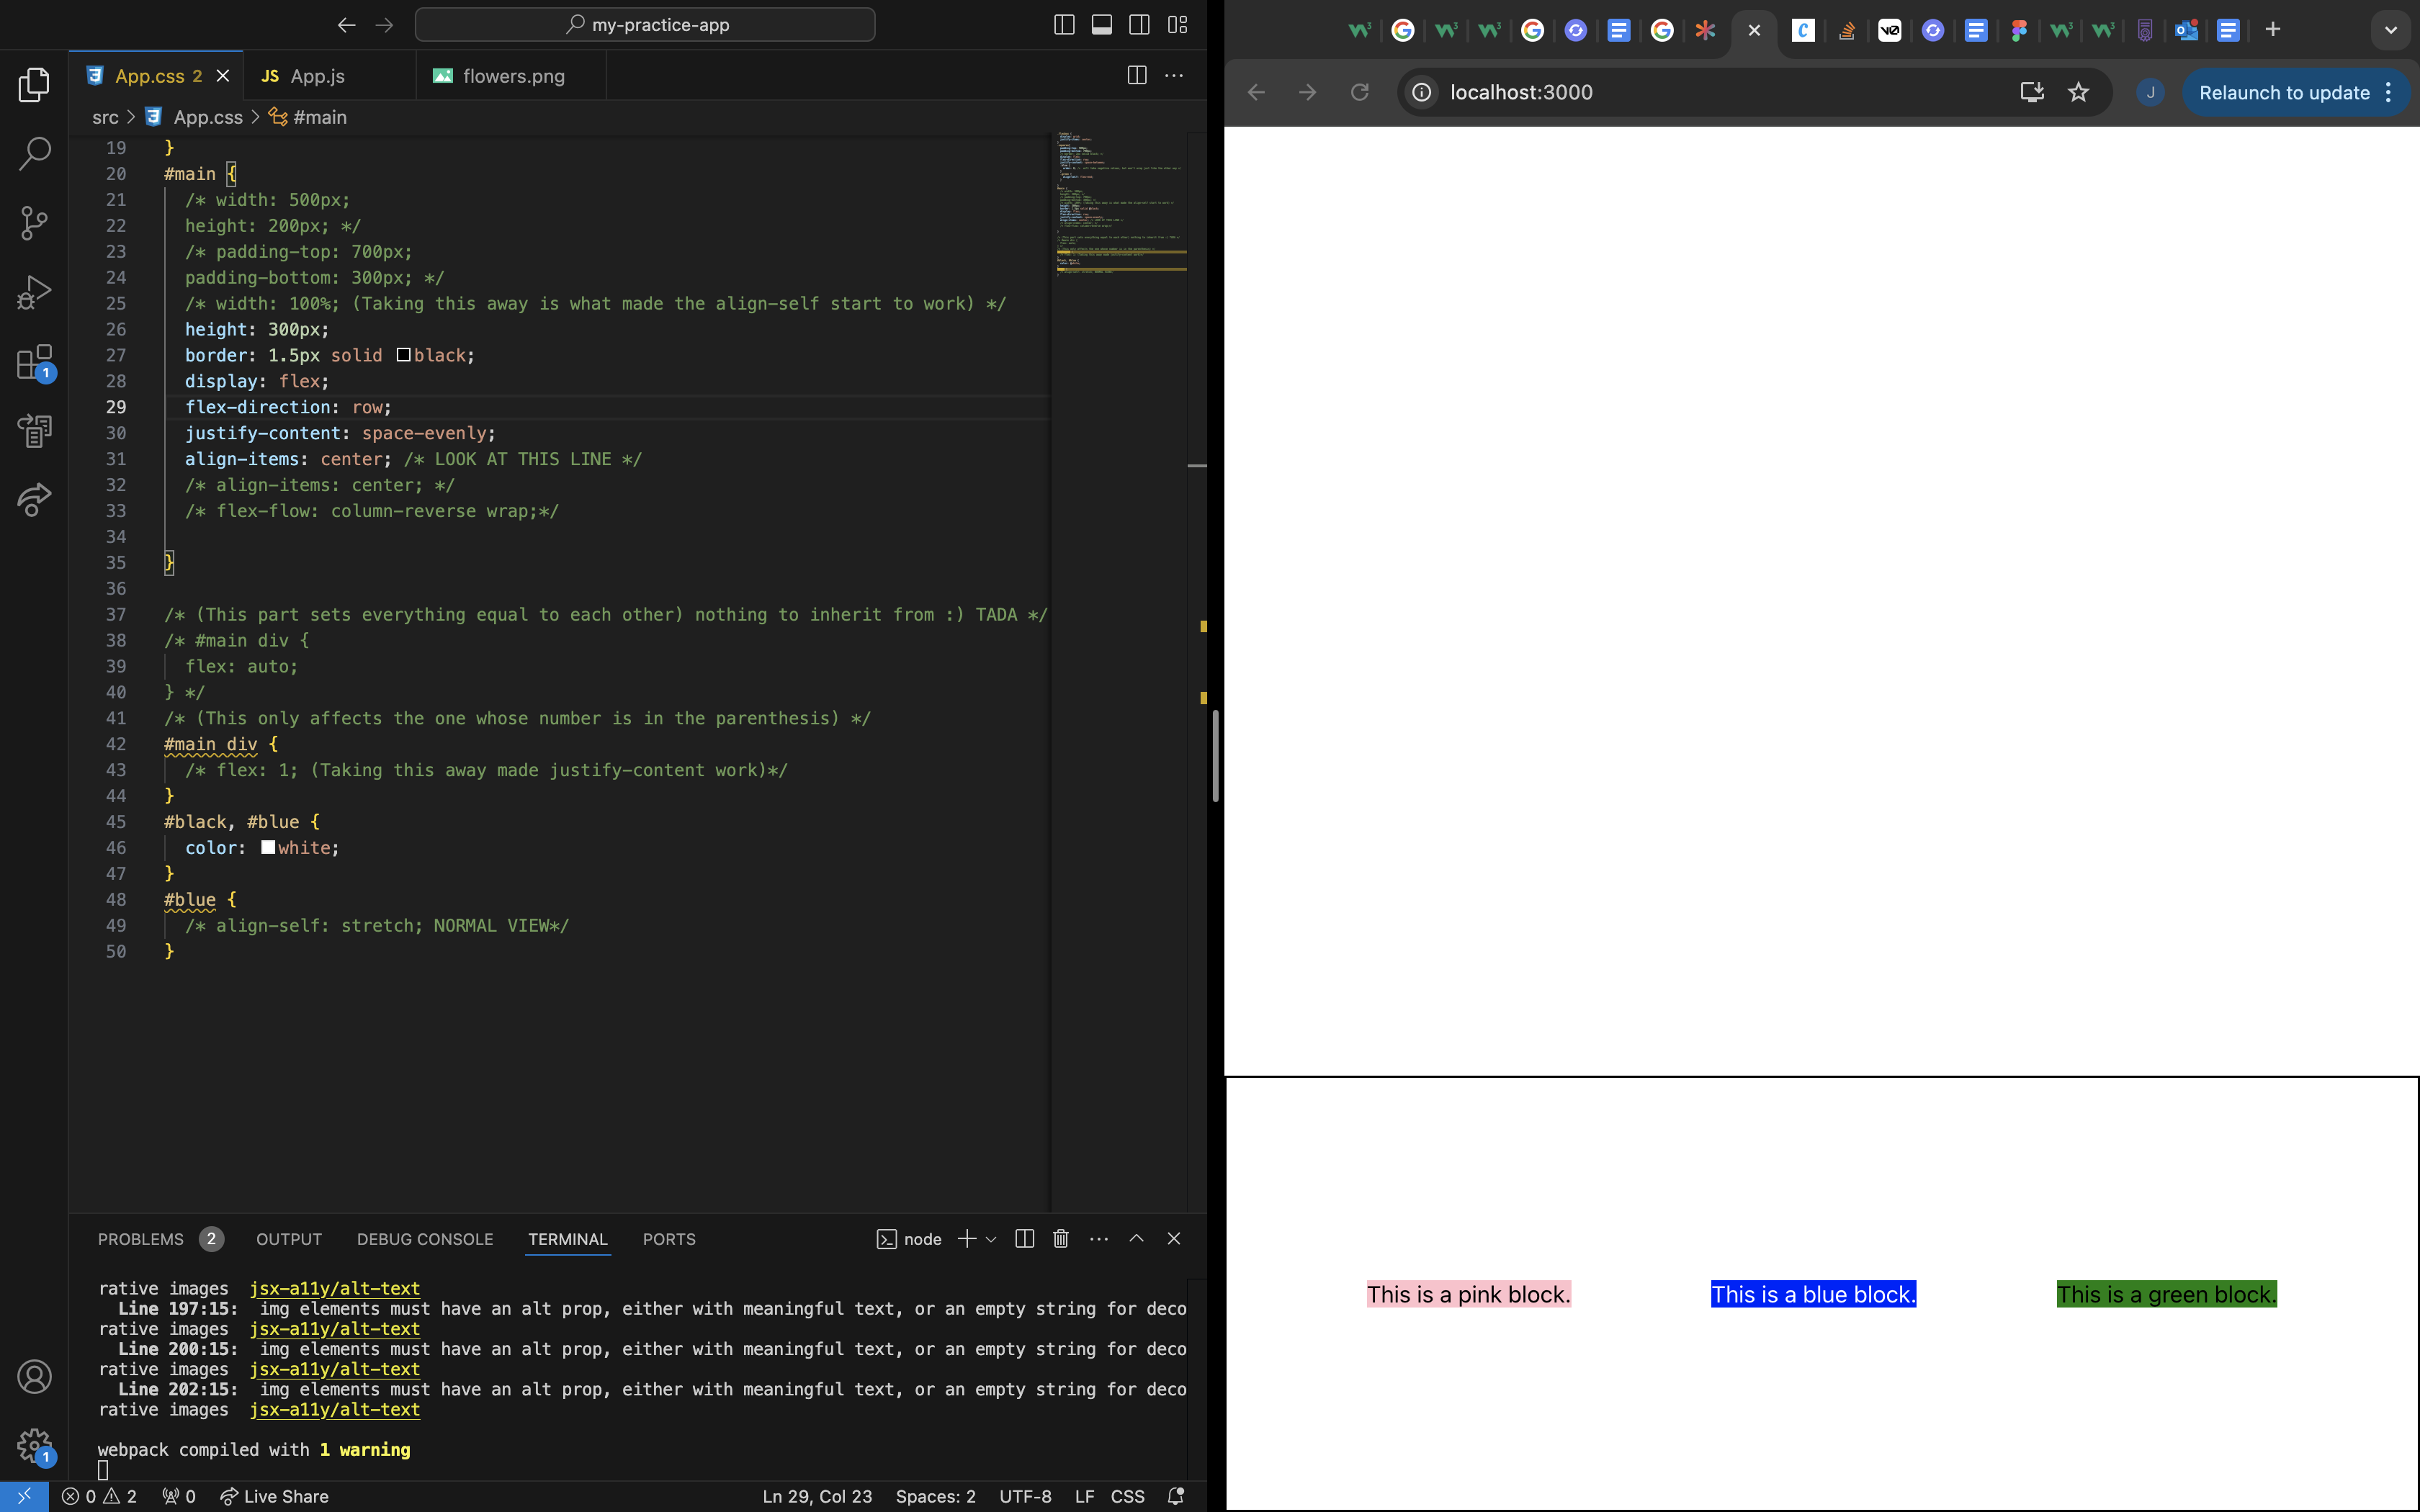 my-practice-app
App.css 2
JS App.js
flowers.png
src > App.css > #main
19 }
20 #main {
21 /* width: 500px;
22 height: 200px; */
23 /* padding-top: 700px;
24 padding-bottom: 300px; */
25 /* width: 100%; (Taking this away is what made the align-self start to work) */
26 height: 300px;
27 border: 1.5px solid black;
28 display: flex;
29 flex-direction: row;
30 justify-content: space-evenly;
31 align-items: center; /* LOOK AT THIS LINE */
32 /* align-items: center; */
33 /* flex-flow: column-reverse wrap;*/
34
35 }
36
37 /* (This part sets everything equal to each other) nothing to inherit from :) TADA */
38 /* #main div {
39 flex: auto;
40 } */
41 /* (This only affects the one whose number is in the parenthesis) */
42 #main div {
43 /* flex: 1; (Taking this away made justify-content work)*/
44 }
45 #black, #blue {
46 color: white;
47 }
48 #blue {
49 /* align-self: stretch; NORMAL VIEW*/
50 }
1
PROBLEMS 2 OUTPUT DEBUG CONSOLE TERMINAL PORTS
node
rative images jsx-a11y/alt-text
Line 197:15: img elements must have an alt prop, either with meaningful text, or an empty string for deco
rative images jsx-a11y/alt-text
Line 200:15: img elements must have an alt prop, either with meaningful text, or an empty string for deco
rative images jsx-a11y/alt-text
Line 202:15: img elements must have an alt prop, either with meaningful text, or an empty string for deco
rative images jsx-a11y/alt-text
webpack compiled with 1 warning
1
0 2 0 Live Share
Ln 29, Col 23 Spaces: 2 UTF-8 LF CSS
localhost:3000
J
Relaunch to update
This is a pink block.
This is a blue block.
This is a green block.